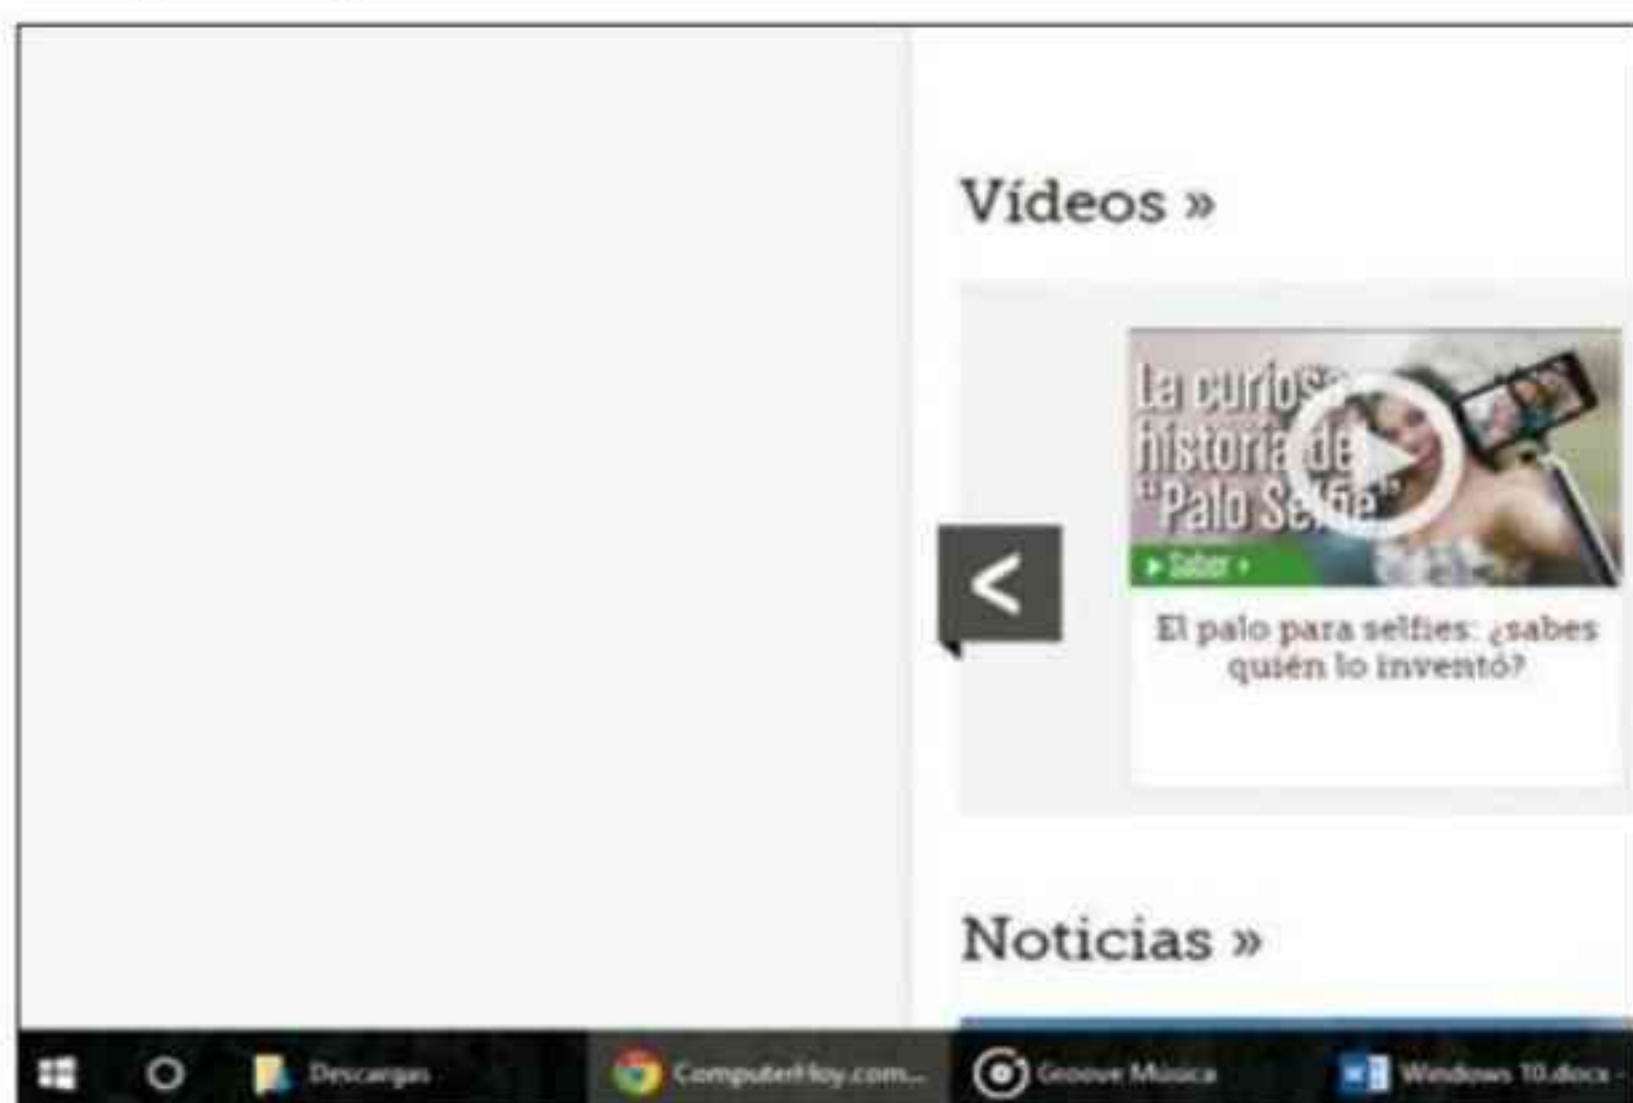 Vídeos »
La curiosa
historia de
"Palo Selfie"
Saber +
El palo para selfies: ¿sabes
quién lo inventó?
<
Noticias »
Descargas
ComputerHoy.com...
Groove Música
Windows 10.docx -